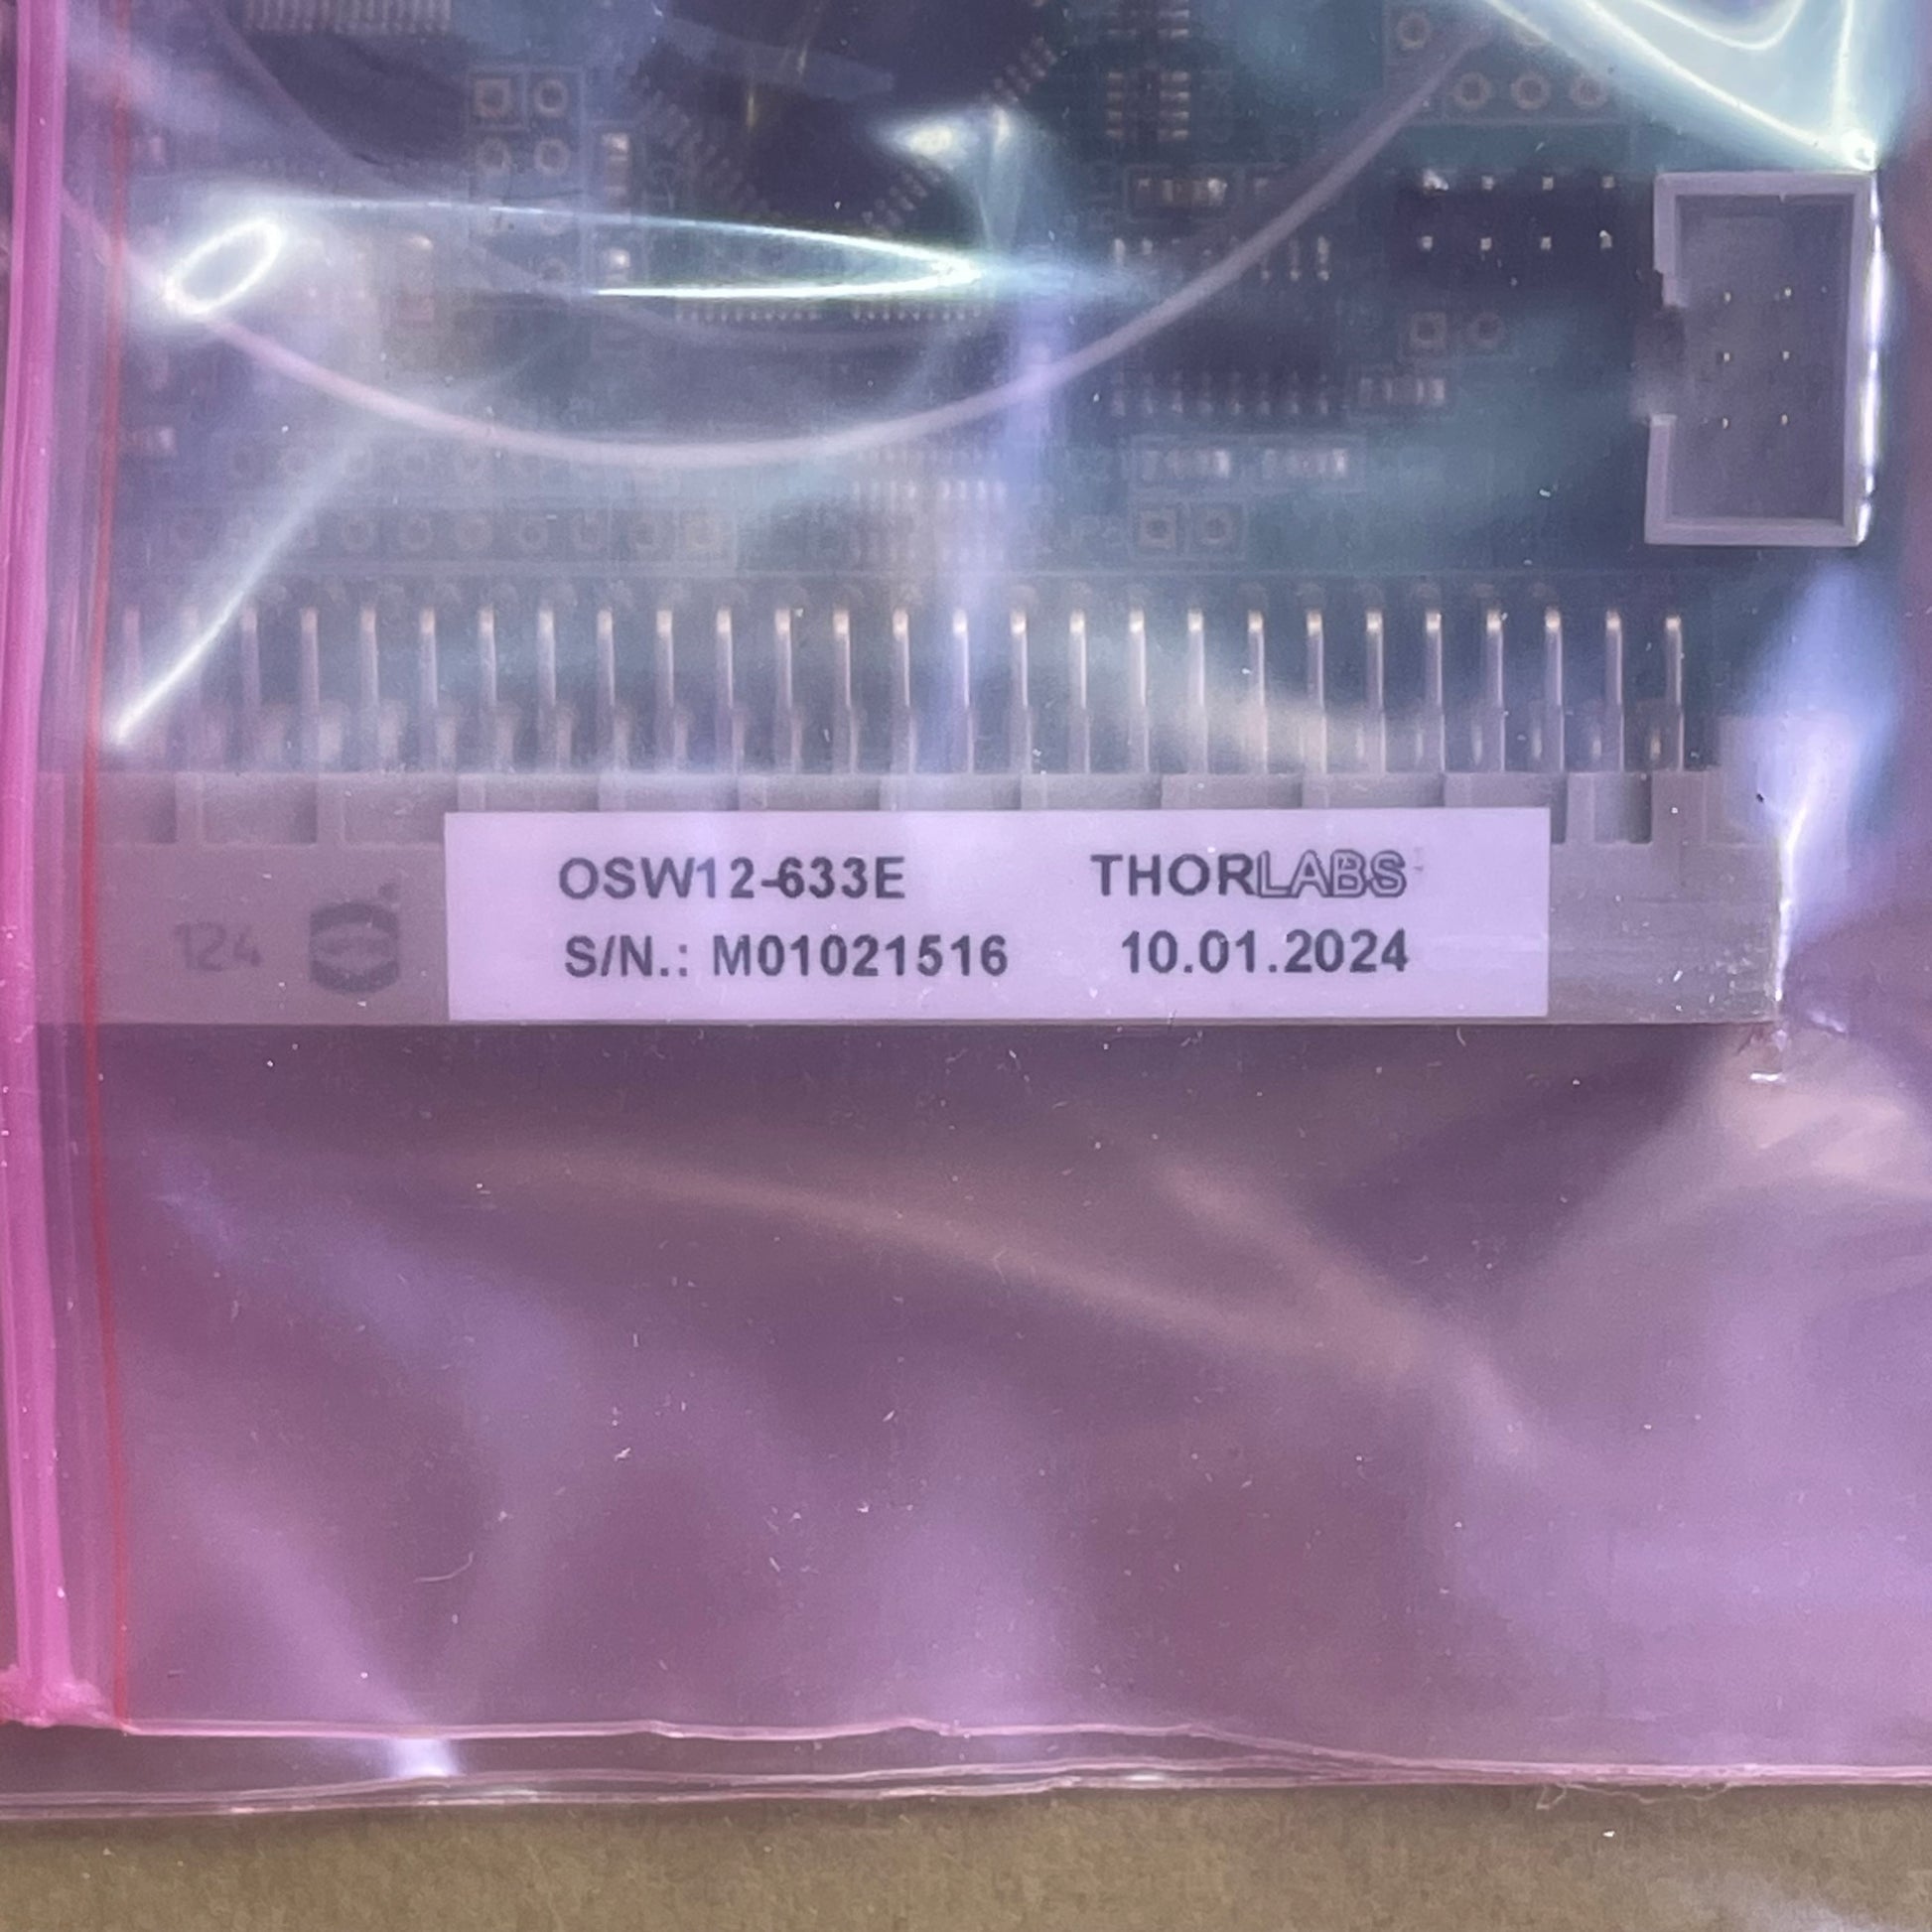 OSW12-633E THORLABS
S/N.: M01021516 10.01.2024
124